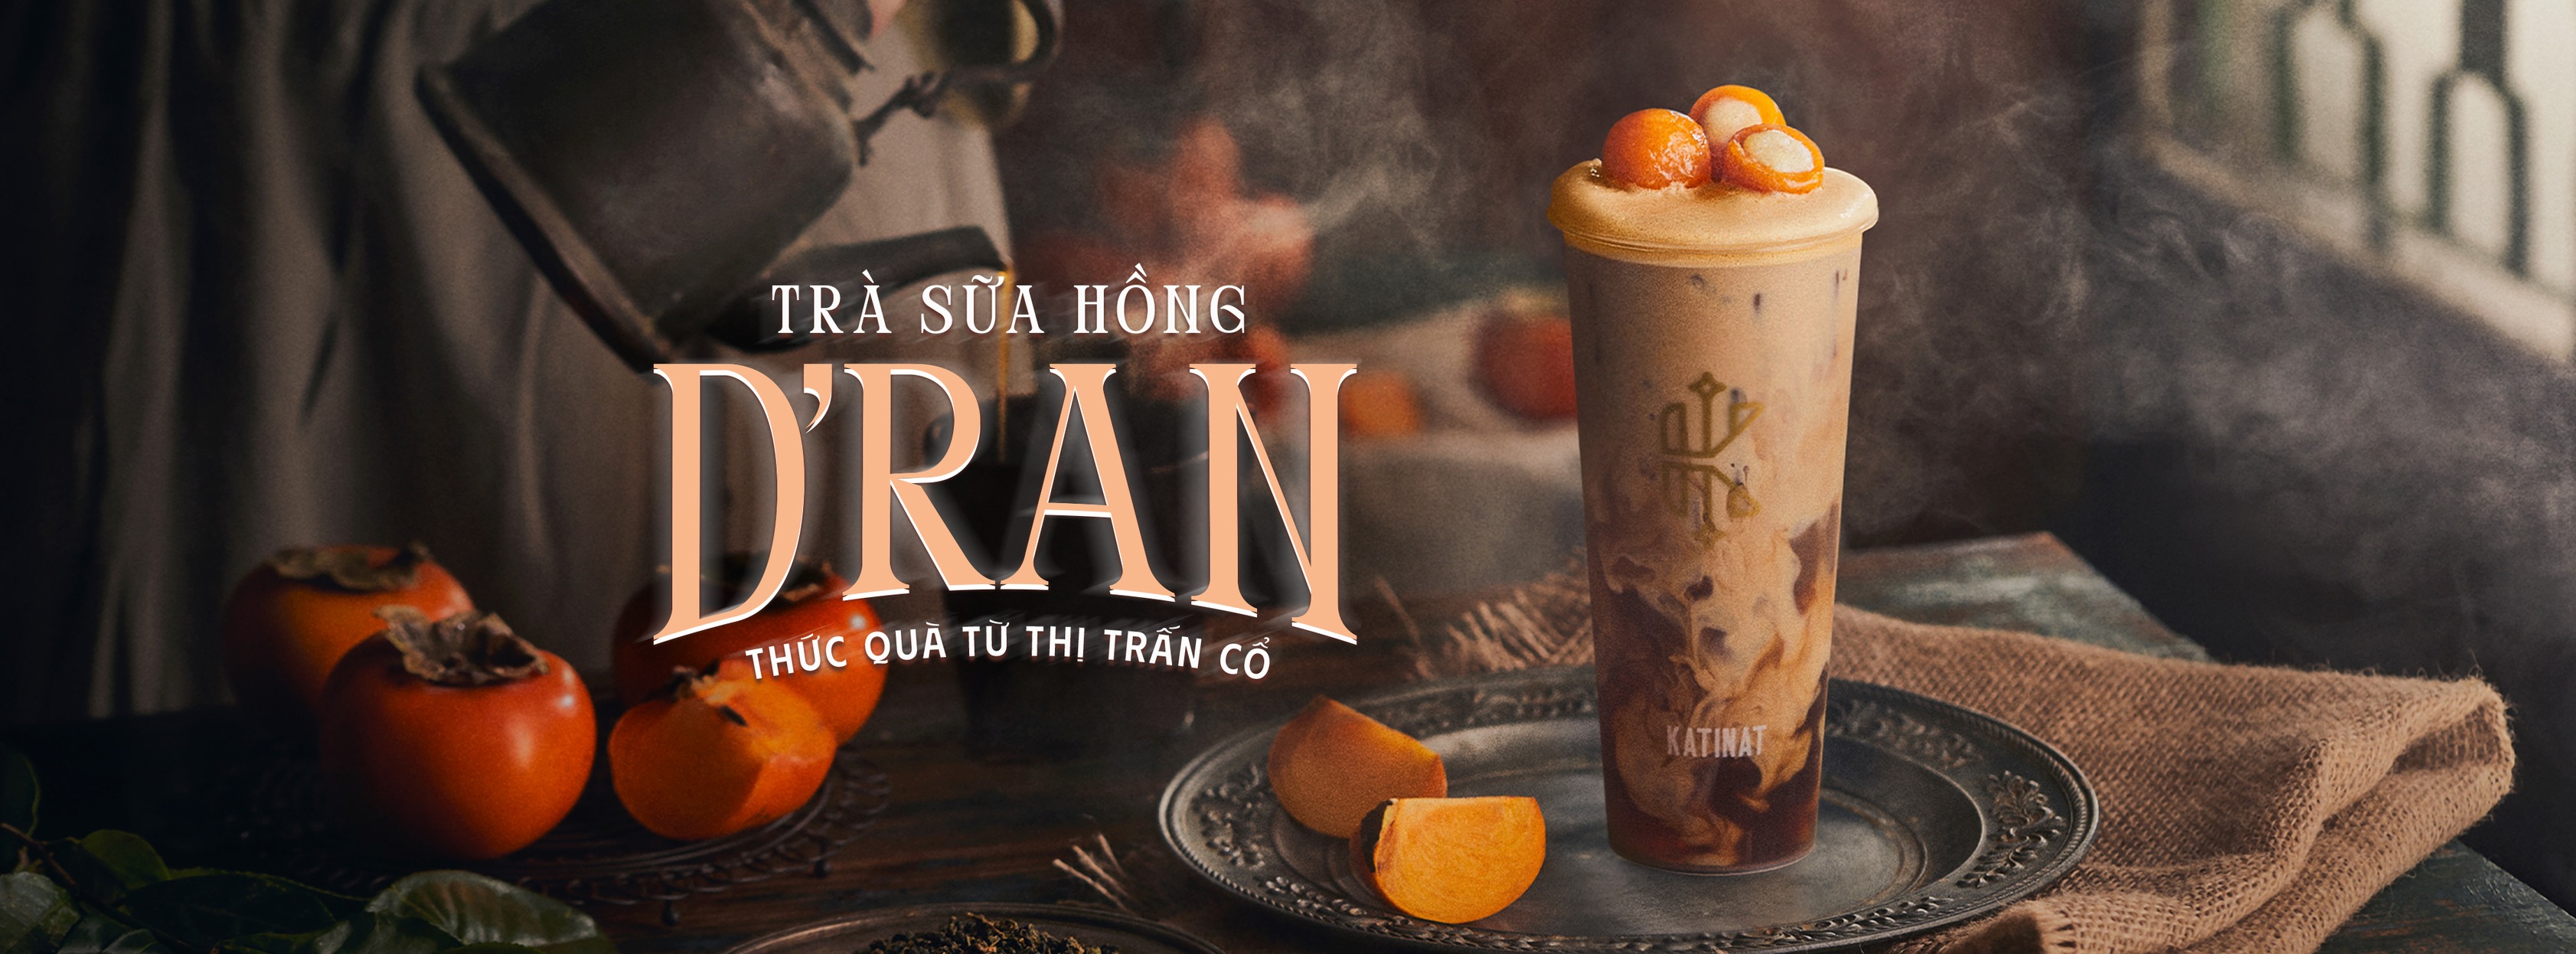 TRÀ SỮA HỒNG
D'RAN
THỨC QUÀ TỪ THỊ TRẤN CỔ
KATINAT